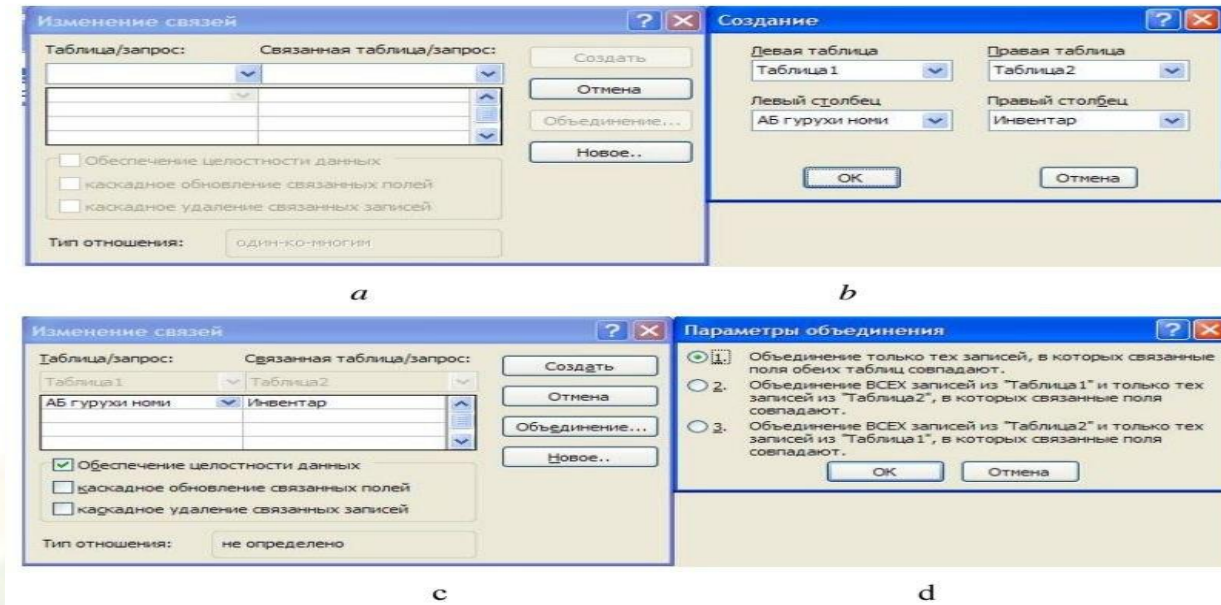 Изменение связей
Таблица/запрос: Связанная таблица/запрос:
Создать
Отмена
Объединение...
Новое..
Обеспечение целостности данных
каскадное обновление связанных полей
каскадное удаление связанных записей
Тип отношения: один-ко-многим
Создание
Левая таблица Правая таблица
Таблица1 Таблица2
Левый столбец Правый столбец
АБ гурухи номи Инвентар
ОК Отмена
a b
Изменение связей
Таблица/запрос: Связанная таблица/запрос:
Таблица1 Таблица2
АБ гурухи номи Инвентар
Создать
Отмена
Объединение...
Новое..
Обеспечение целостности данных
каскадное обновление связанных полей
каскадное удаление связанных записей
Тип отношения: не определено
Параметры объединения
1. Объединение только тех записей, в которых связанные
поля обеих таблиц совпадают.
2. Объединение ВСЕХ записей из "Таблица1" и только тех
записей из "Таблица2", в которых связанные поля
совпадают.
3. Объединение ВСЕХ записей из "Таблица2" и только тех
записей из "Таблица1", в которых связанные поля
совпадают.
ОК Отмена
c d